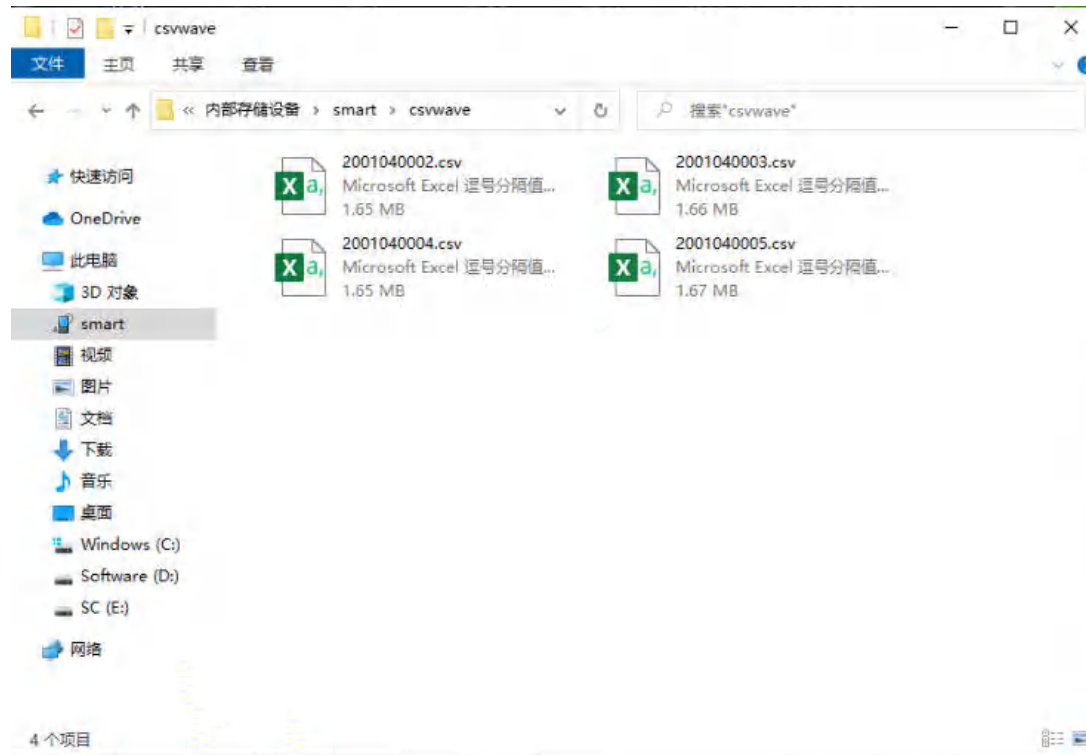 csvwave
文件 主页 共享 查看
« 内部存储设备 › smart › csvwave
搜索"csvwave"
快速访问
OneDrive
此电脑
3D 对象
smart
视频
图片
文档
下载
音乐
桌面
Windows (C:)
Software (D:)
SC (E:)
网络
2001040002.csv
Microsoft Excel 逗号分隔值...
1.65 MB
2001040003.csv
Microsoft Excel 逗号分隔值...
1.66 MB
2001040004.csv
Microsoft Excel 逗号分隔值...
1.65 MB
2001040005.csv
Microsoft Excel 逗号分隔值...
1.67 MB
4 个项目